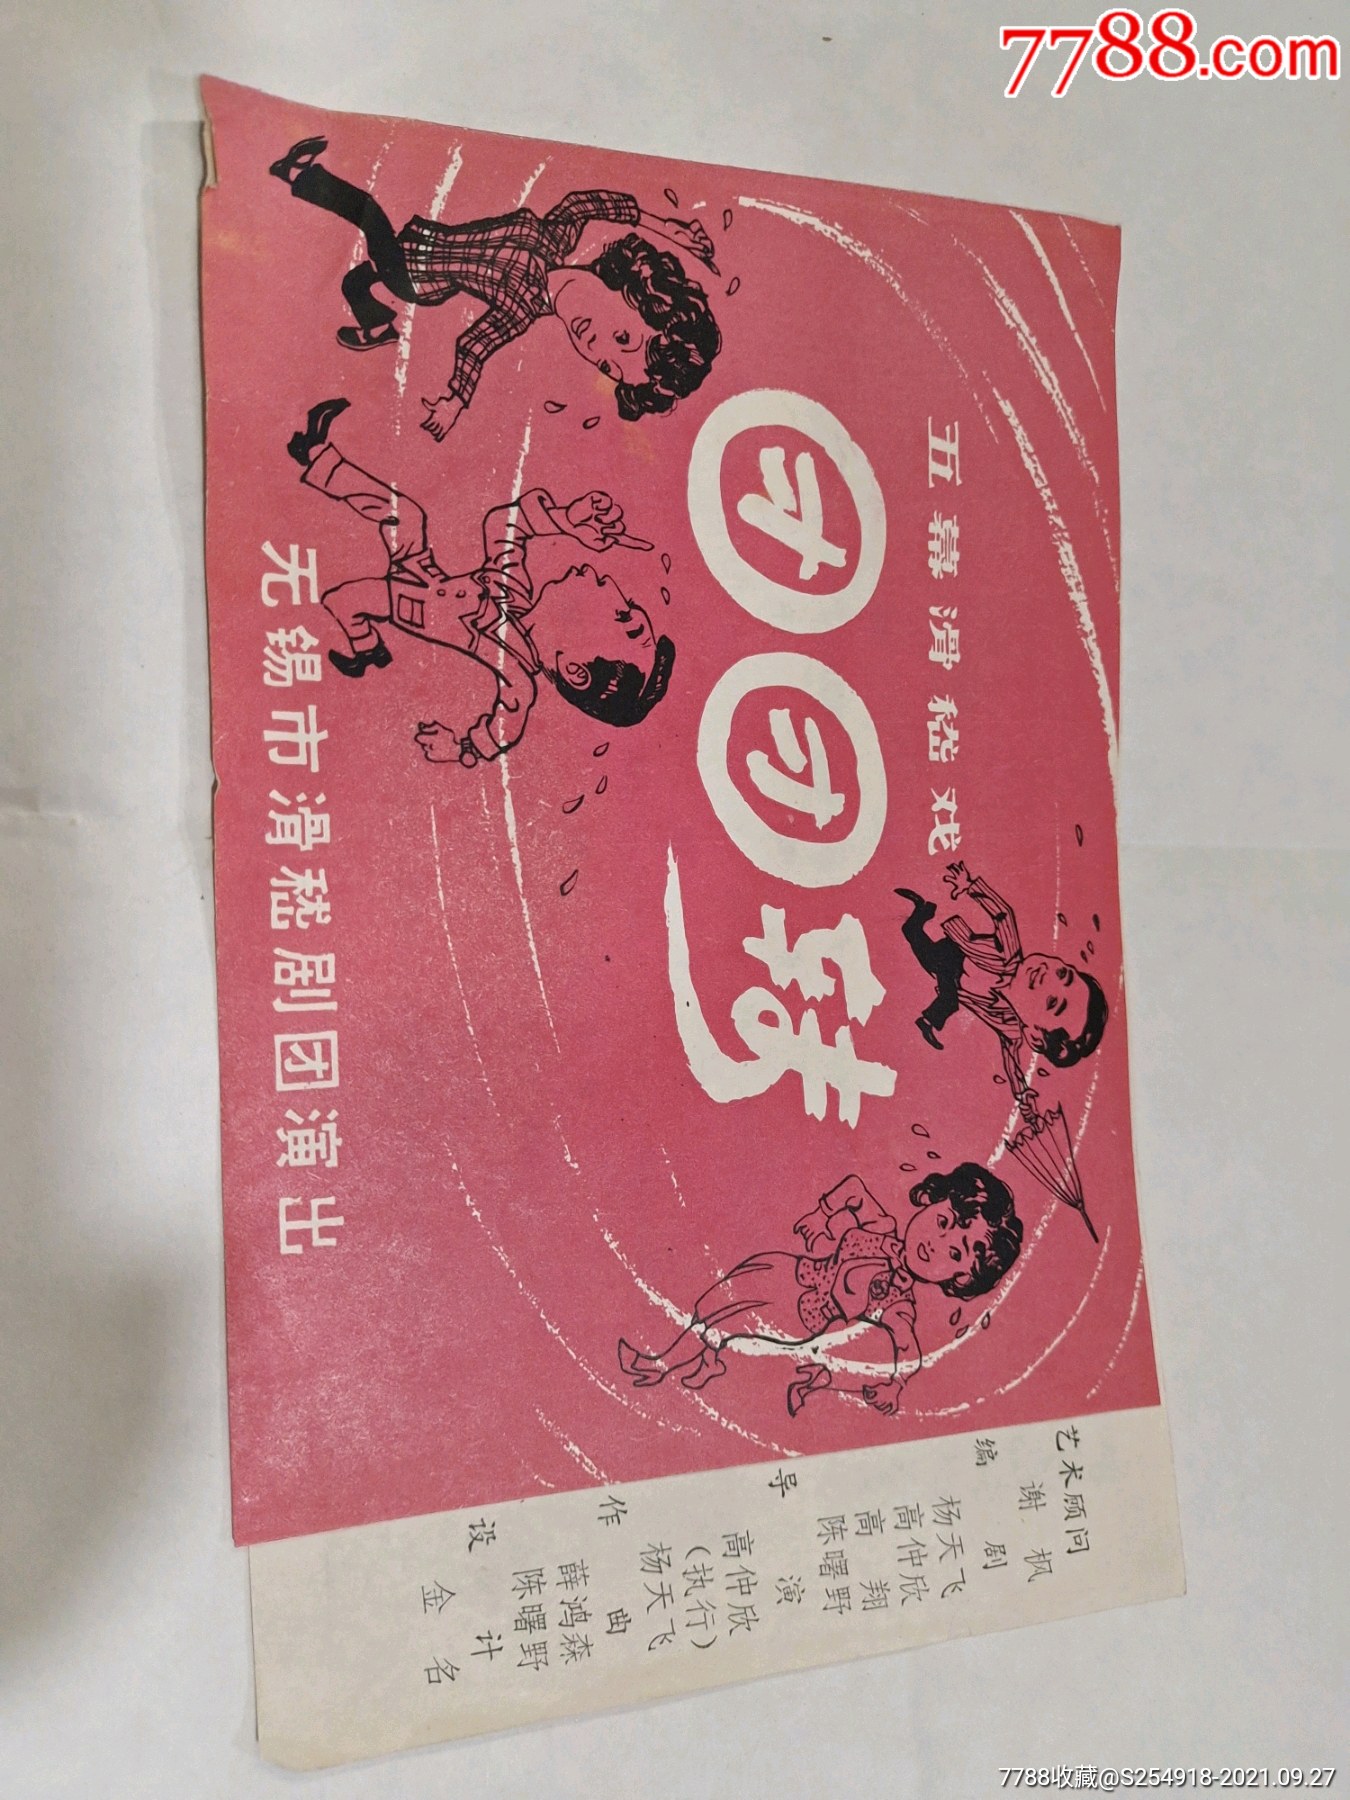 7788.com
五幕滑稽戏
团团转
无锡市滑稽剧团演出
艺术顾问
谢枫
编剧
杨天飞
高仲欣
高翔
陈曙野
导演
高仲欣
(执行)
杨天飞
作曲
薛鸿森
陈曙野
设计
金名
7788收藏@S254918-2021.09.27